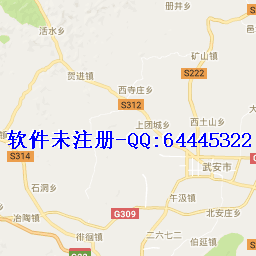 册井乡
活水乡
矿山镇
S222
贺进镇
西寺庄乡
S312
上团城乡
西土山乡
软件未注册-QQ:64445322
S314
武安市
石洞乡
午汲镇
冶陶镇
G309
北安庄乡
徘徊镇
二六七二
伯延镇